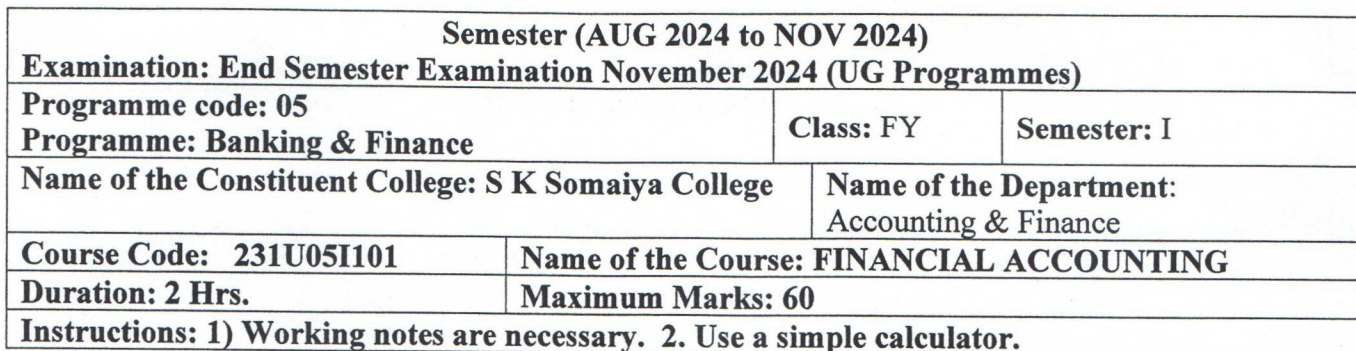 Semester (AUG 2024 to NOV 2024)
Examination: End Semester Examination November 2024 (UG Programmes)
Programme code: 05
Programme: Banking & Finance
Class: FY
Semester: I
Name of the Constituent College: S K Somaiya College
Name of the Department:
Accounting & Finance
Course Code: 231U05I101
Name of the Course: FINANCIAL ACCOUNTING
Duration: 2 Hrs.
Maximum Marks: 60
Instructions: 1) Working notes are necessary. 2. Use a simple calculator.